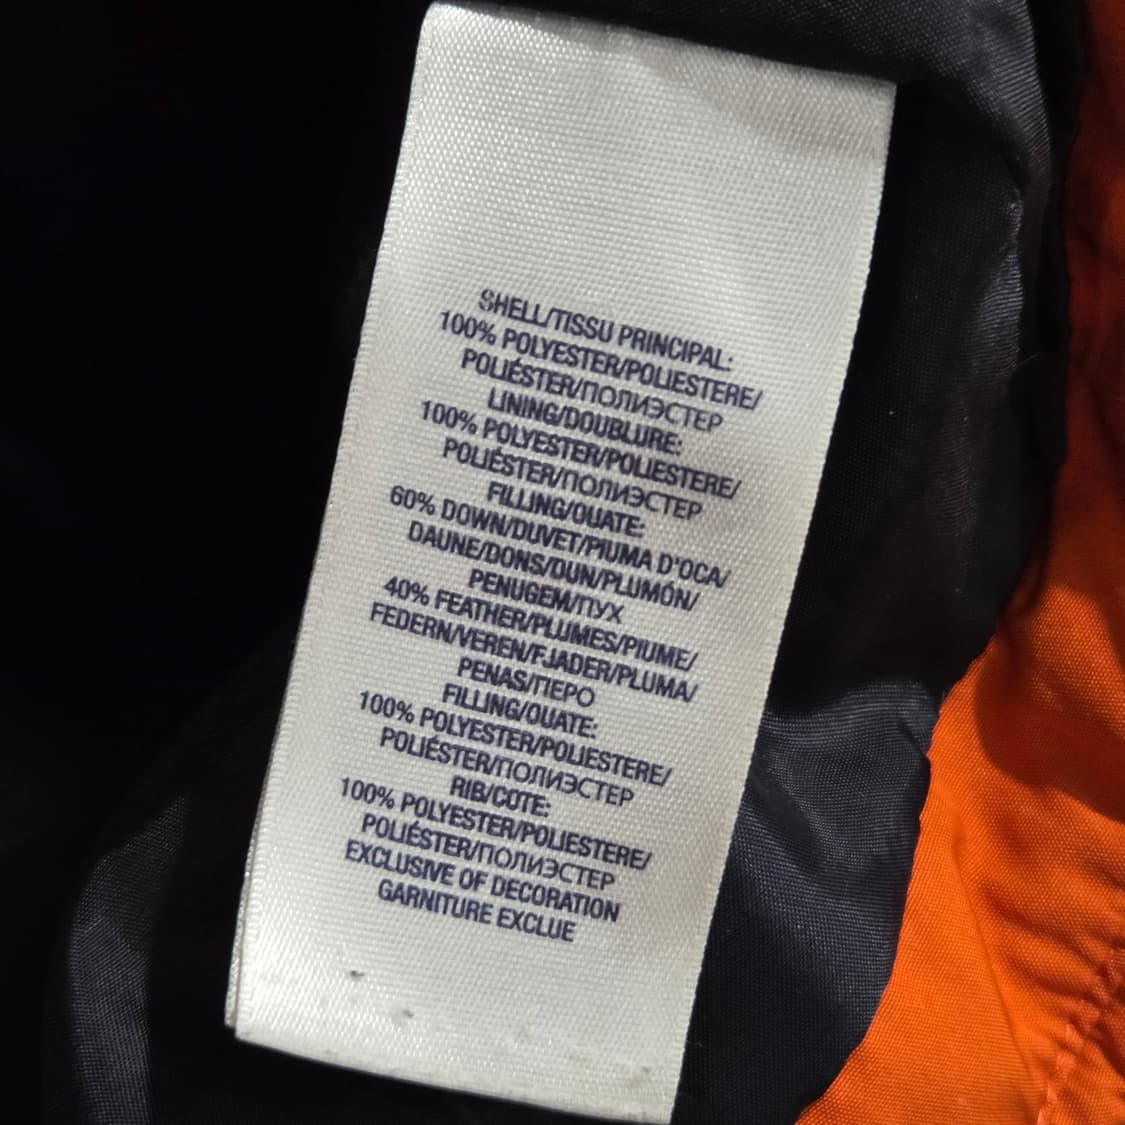 SHELL/TISSU PRINCIPAL:
100% POLYESTER/POLIESTERE/
POLIÉSTER/ПОЛИЭСТЕР
LINING/DOUBLURE:
100% POLYESTER/POLIESTERE/
POLIÉSTER/ПОЛИЭСТЕР
FILLING/OUATE:
60% DOWN/DUVET/PIUMA D'OCA/
DAUNE/DONS/DUN/PLUMÓN/
PENUGEM/ПУХ
40% FEATHER/PLUMES/PIUME/
FEDERN/VEREN/FJADER/PLUMA/
PENAS/ПЕРО
FILLING/OUATE:
100% POLYESTER/POLIESTERE/
POLIÉSTER/ПОЛИЭСТЕР
RIB/COTE:
100% POLYESTER/POLIESTERE/
POLIÉSTER/ПОЛИЭСТЕР
EXCLUSIVE OF DECORATION
GARNITURE EXCLUE